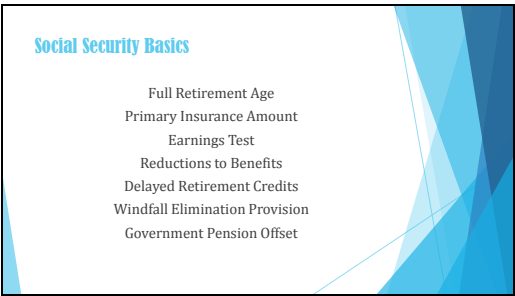 Social Security Basics
Full Retirement Age
Primary Insurance Amount
Earnings Test
Reductions to Benefits
Delayed Retirement Credits
Windfall Elimination Provision
Government Pension Offset